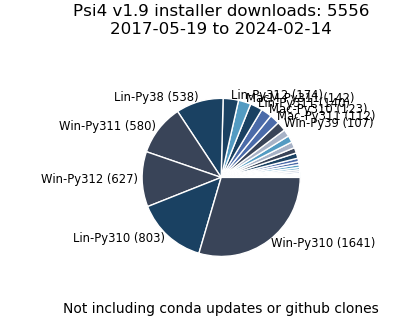 Psi4 v1.9 installer downloads: 5556
2017-05-19 to 2024-02-14
Lin-Py312 (174)
Lin-Py38 (538)
(142)
(123)
Mac-Py311 (112)
Win-Py39 (107)
Win-Py311 (580)
Win-Py312 (627)
Lin-Py310 (803)
Win-Py310 (1641)
Not including conda updates or github clones